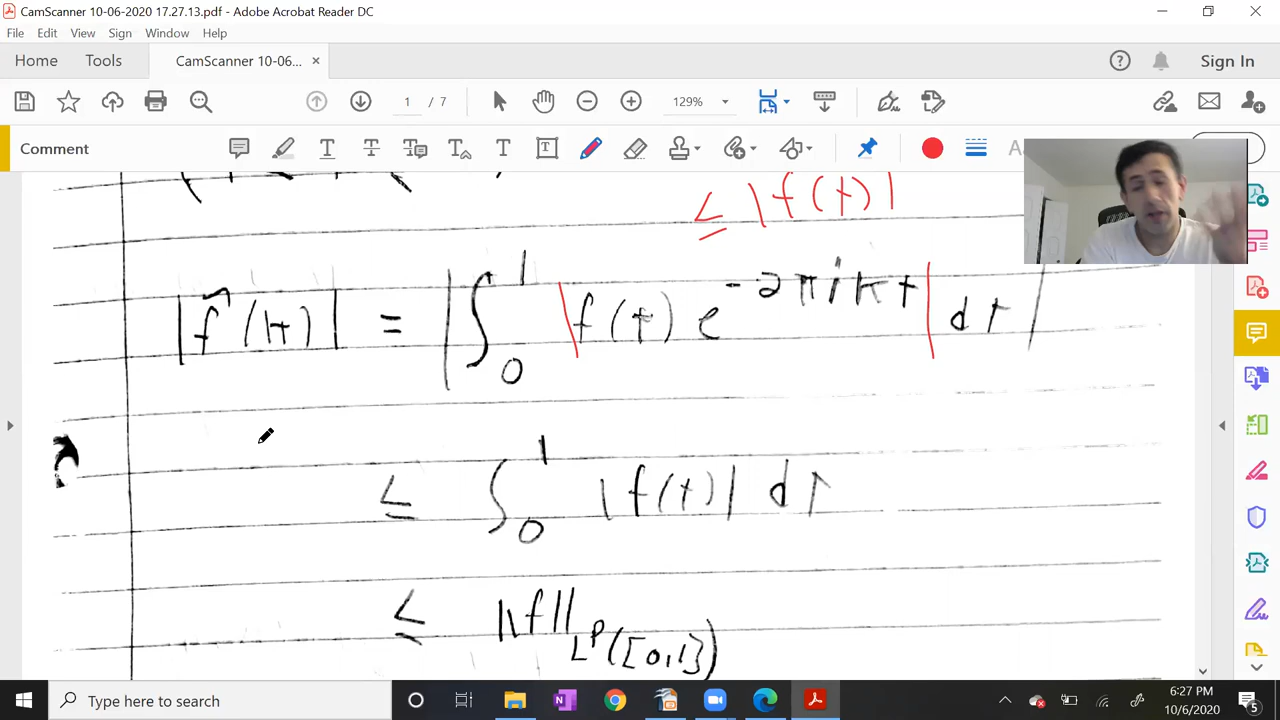 CamScanner 10-06-2020 17.27.13.pdf - Adobe Acrobat Reader DC
File Edit View Sign Window Help
Home Tools CamScanner 10-06... × Sign In
1 / 7 129%
Comment
≤ |f(t)|
|f̂(k)| = |∫₀¹ |f(t) e^{-2πikt}| dt|
≤ ∫₀¹ |f(t)| dt
≤ ||f||_{L^p([0,1])}
Type here to search
6:27 PM
10/6/2020
5